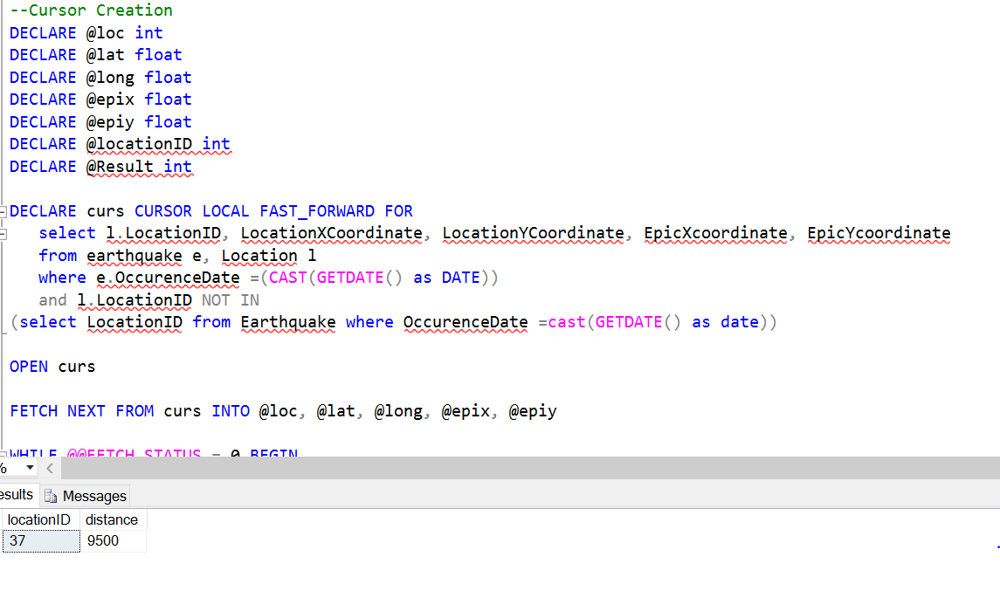 --Cursor Creation
DECLARE @loc int
DECLARE @lat float
DECLARE @long float
DECLARE @epix float
DECLARE @epiy float
DECLARE @locationID int
DECLARE @Result int
DECLARE curs CURSOR LOCAL FAST_FORWARD FOR
select l.LocationID, LocationXCoordinate, LocationYCoordinate, EpicXcoordinate, EpicYcoordinate
from earthquake e, Location l
where e.OccurenceDate =(CAST(GETDATE() as DATE))
and l.LocationID NOT IN
(select LocationID from Earthquake where OccurenceDate =cast(GETDATE() as date))
OPEN curs
FETCH NEXT FROM curs INTO @loc, @lat, @long, @epix, @epiy
WHILE @@FETCH_STATUS = 0 BEGIN
%
esults Messages
locationID distance
37 9500